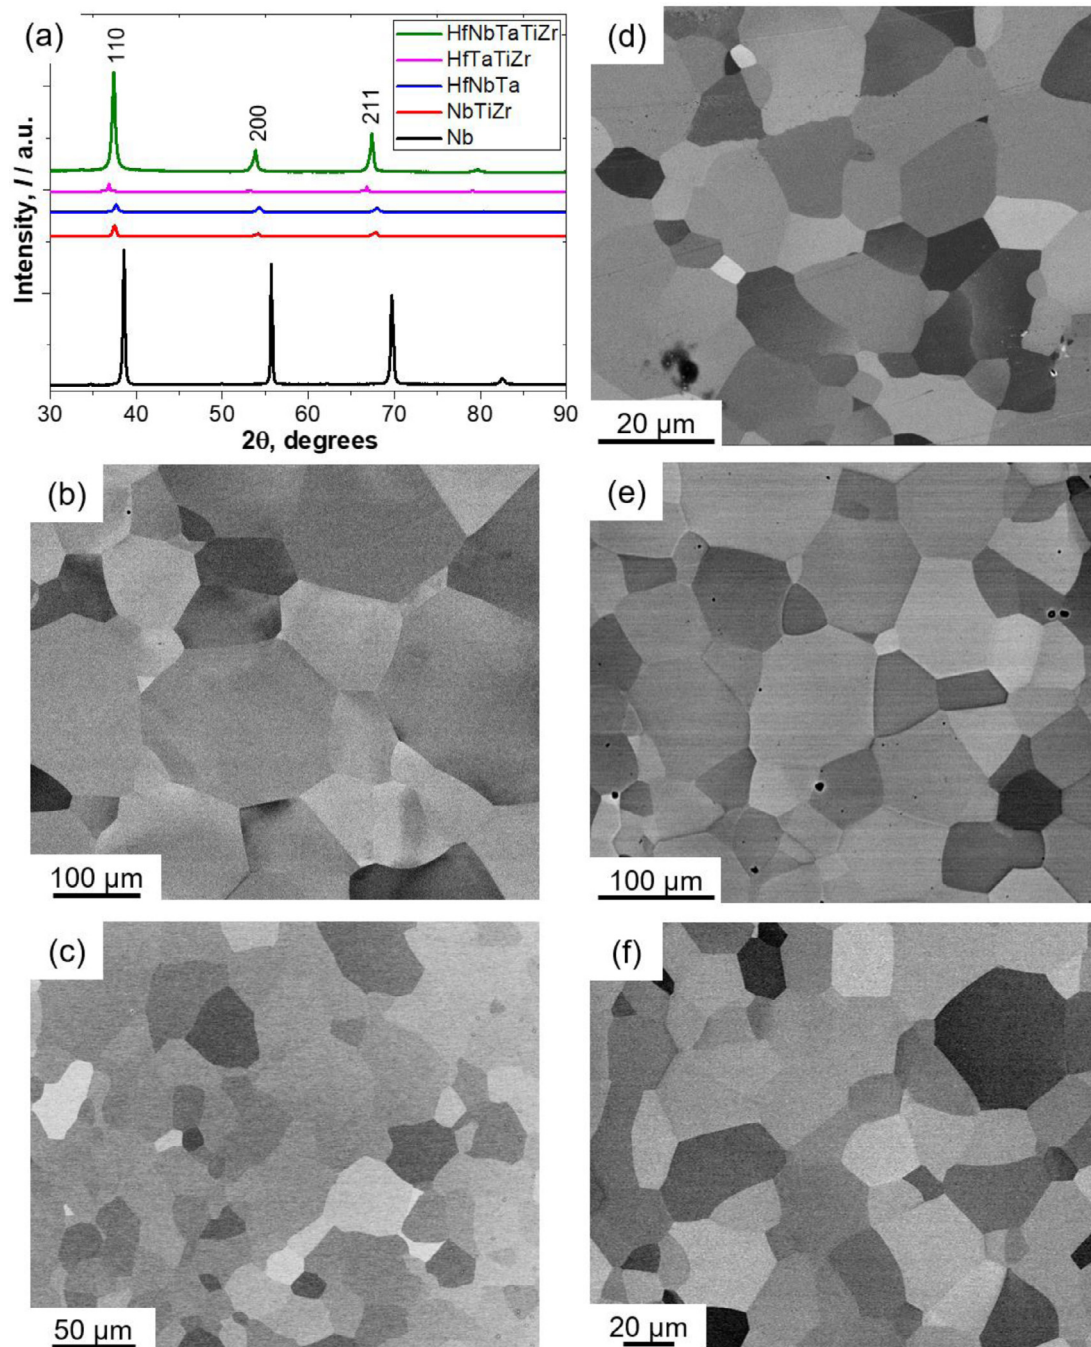 (a)
110
200
211
HfNbTaTiZr
HfTaTiZr
HfNbTa
NbTiZr
Nb
Intensity, I / a.u.
30 40 50 60 70 80 90
2θ, degrees
(d)
20 µm
(b)
100 µm
(e)
100 µm
(c)
50 µm
(f)
20 µm